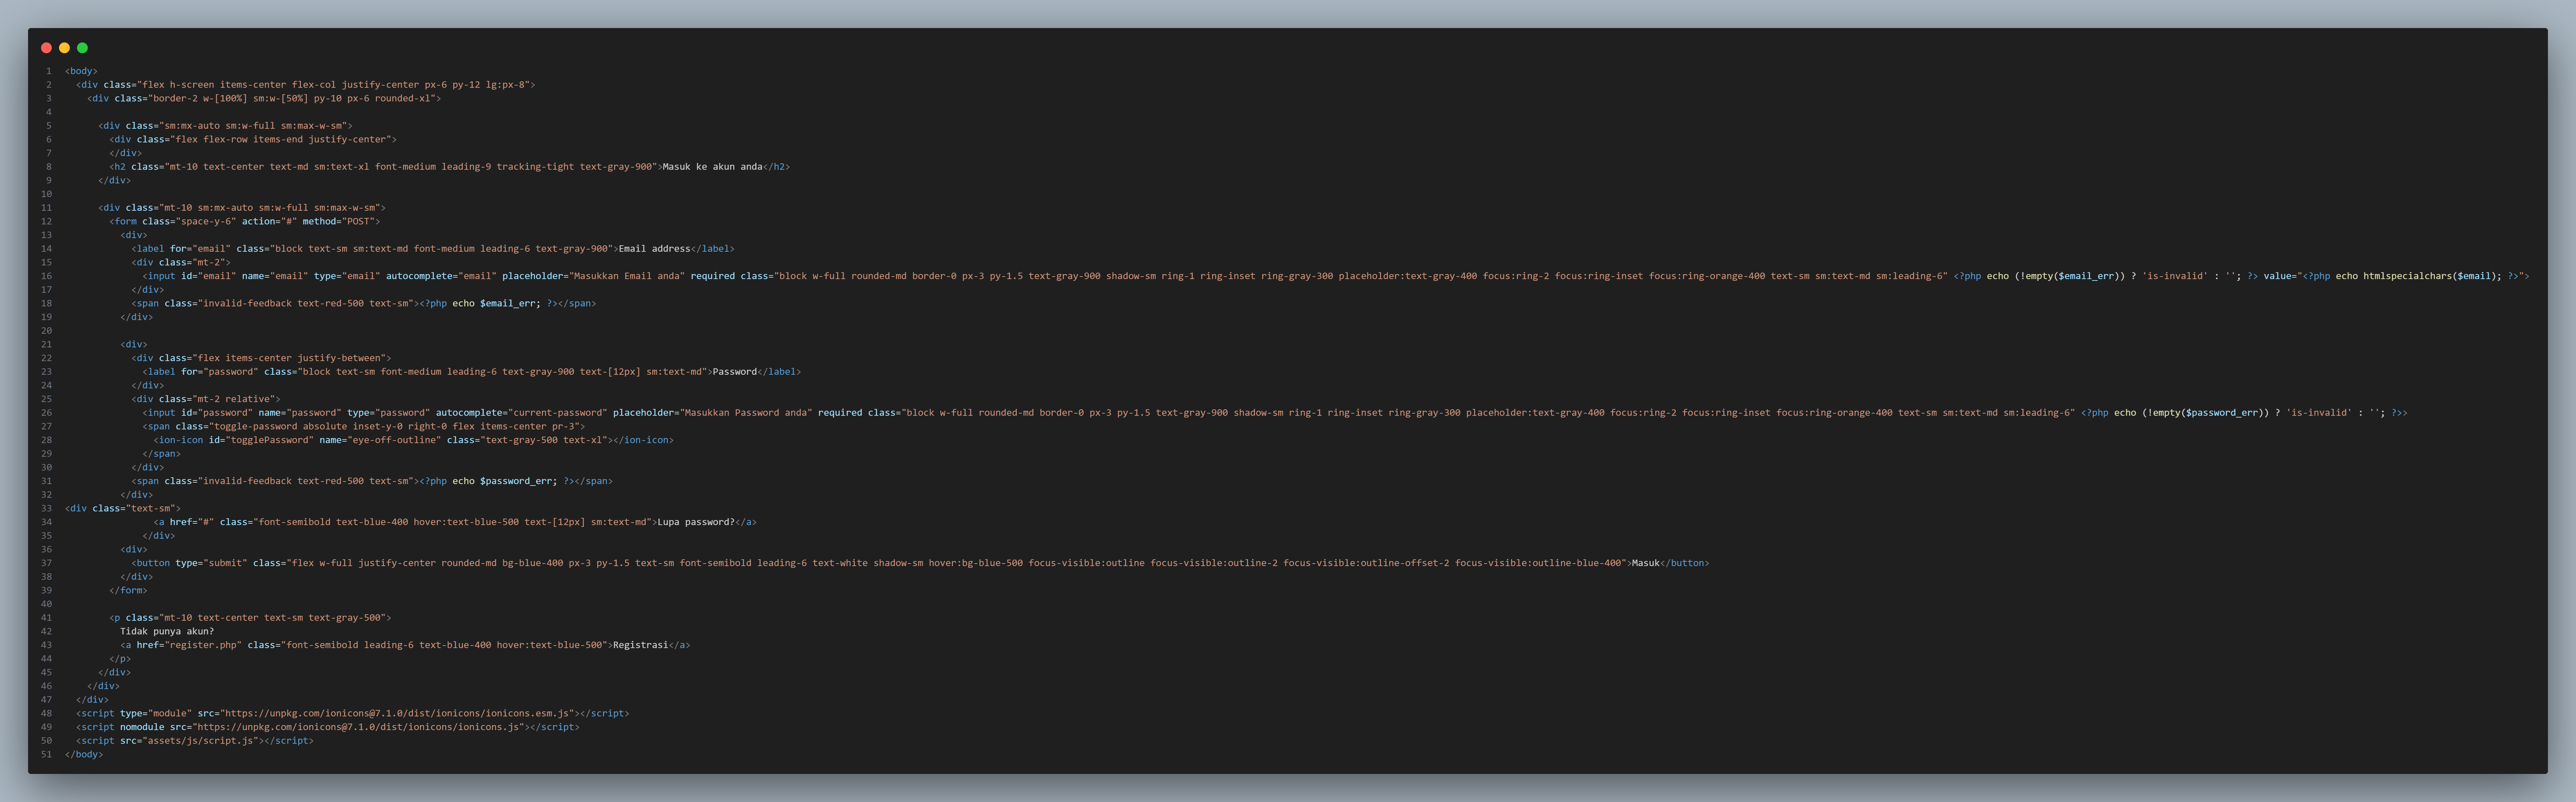 1 <body>
2   <div class="flex h-screen items-center flex-col justify-center px-6 py-12 lg:px-8">
3     <div class="border-2 w-[100%] sm:w-[50%] py-10 px-6 rounded-xl">
4
5       <div class="sm:mx-auto sm:w-full sm:max-w-sm">
6         <div class="flex flex-row items-end justify-center">
7         </div>
8         <h2 class="mt-10 text-center text-md sm:text-xl font-medium leading-9 tracking-tight text-gray-900">Masuk ke akun anda</h2>
9       </div>
10
11       <div class="mt-10 sm:mx-auto sm:w-full sm:max-w-sm">
12         <form class="space-y-6" action="#" method="POST">
13           <div>
14             <label for="email" class="block text-sm sm:text-md font-medium leading-6 text-gray-900">Email address</label>
15             <div class="mt-2">
16               <input id="email" name="email" type="email" autocomplete="email" placeholder="Masukkan Email anda" required class="block w-full rounded-md border-0 px-3 py-1.5 text-gray-900 shadow-sm ring-1 ring-inset ring-gray-300 placeholder:text-gray-400 focus:ring-2 focus:ring-inset focus:ring-orange-400 text-sm sm:text-md sm:leading-6" <?php echo (!empty($email_err)) ? 'is-invalid' : ''; ?> value="<?php echo htmlspecialchars($email); ?>">
17             </div>
18             <span class="invalid-feedback text-red-500 text-sm"><?php echo $email_err; ?></span>
19           </div>
20
21           <div>
22             <div class="flex items-center justify-between">
23               <label for="password" class="block text-sm font-medium leading-6 text-gray-900 text-[12px] sm:text-md">Password</label>
24             </div>
25             <div class="mt-2 relative">
26               <input id="password" name="password" type="password" autocomplete="current-password" placeholder="Masukkan Password anda" required class="block w-full rounded-md border-0 px-3 py-1.5 text-gray-900 shadow-sm ring-1 ring-inset ring-gray-300 placeholder:text-gray-400 focus:ring-2 focus:ring-inset focus:ring-orange-400 text-sm sm:text-md sm:leading-6" <?php echo (!empty($password_err)) ? 'is-invalid' : ''; ?>>
27               <span class="toggle-password absolute inset-y-0 right-0 flex items-center pr-3">
28                 <ion-icon id="togglePassword" name="eye-off-outline" class="text-gray-500 text-xl"></ion-icon>
29               </span>
30             </div>
31             <span class="invalid-feedback text-red-500 text-sm"><?php echo $password_err; ?></span>
32           </div>
33 <div class="text-sm">
34                 <a href="#" class="font-semibold text-blue-400 hover:text-blue-500 text-[12px] sm:text-md">Lupa password?</a>
35               </div>
36           <div>
37             <button type="submit" class="flex w-full justify-center rounded-md bg-blue-400 px-3 py-1.5 text-sm font-semibold leading-6 text-white shadow-sm hover:bg-blue-500 focus-visible:outline focus-visible:outline-2 focus-visible:outline-offset-2 focus-visible:outline-blue-400">Masuk</button>
38           </div>
39         </form>
40
41         <p class="mt-10 text-center text-sm text-gray-500">
42           Tidak punya akun?
43           <a href="register.php" class="font-semibold leading-6 text-blue-400 hover:text-blue-500">Registrasi</a>
44         </p>
45       </div>
46     </div>
47   </div>
48   <script type="module" src="https://unpkg.com/ionicons@7.1.0/dist/ionicons/ionicons.esm.js"></script>
49   <script nomodule src="https://unpkg.com/ionicons@7.1.0/dist/ionicons/ionicons.js"></script>
50   <script src="assets/js/script.js"></script>
51 </body>